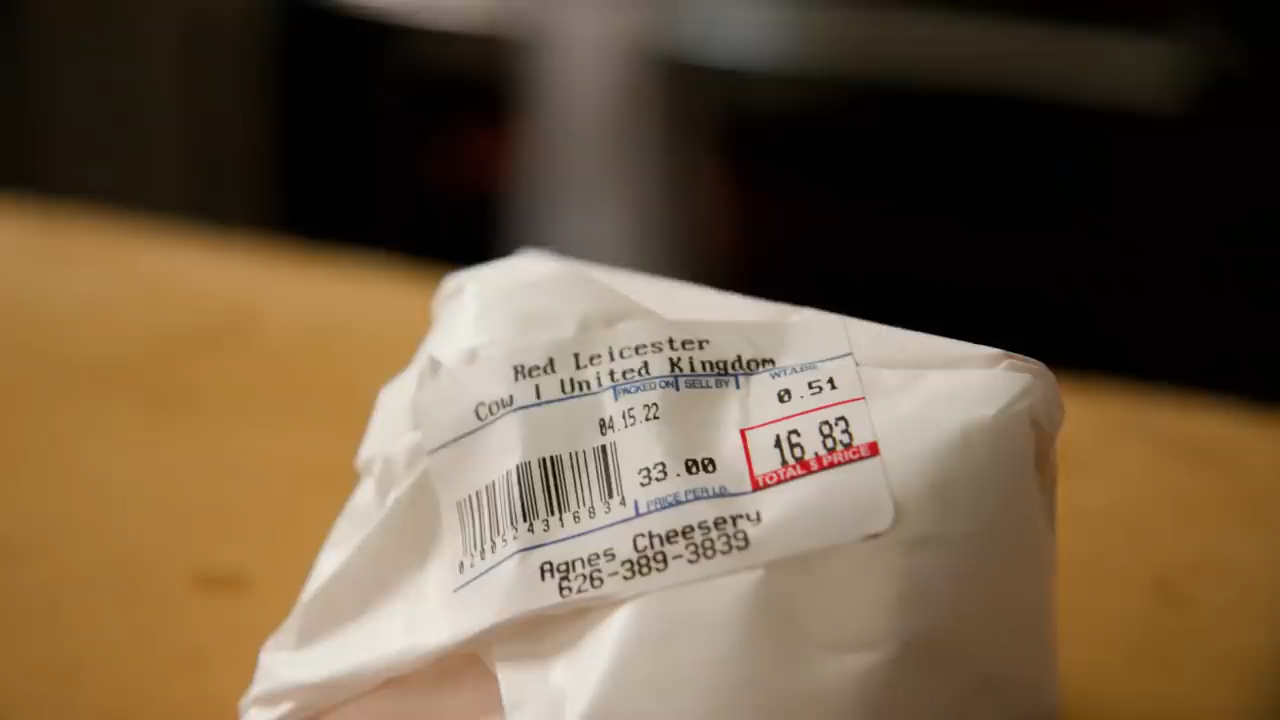 Red Leicester
Cow | United Kingdom
PACKED ON SELL BY WT/LBS
04.15.22 0.51
33.00 16.83
PRICE PER LB. TOTAL $ PRICE
0200524316834
Agnes Cheesery
626-389-3839